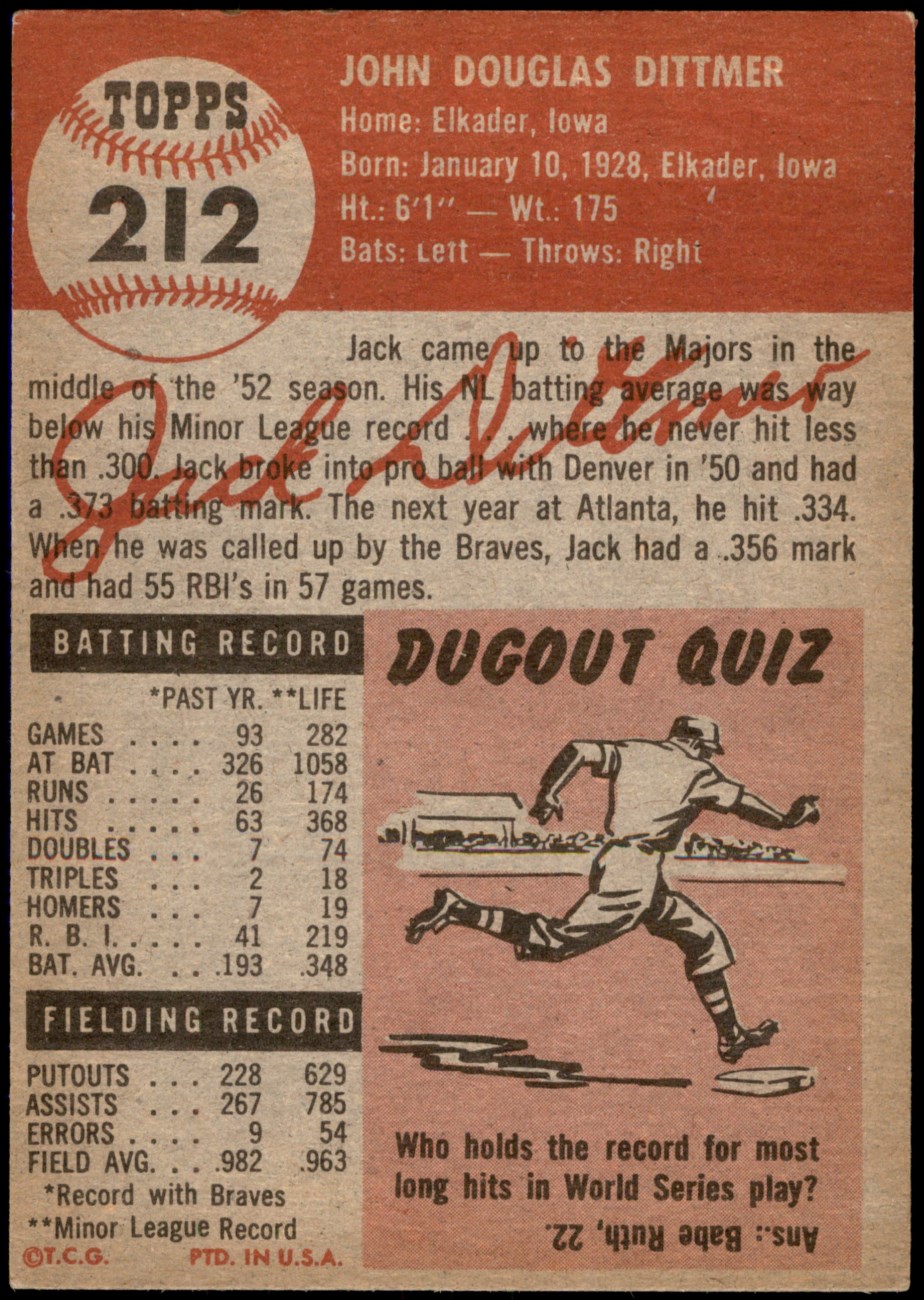 TOPPS
212
JOHN DOUGLAS DITTMER
Home: Elkader, Iowa
Born: January 10, 1928, Elkader, Iowa
Ht.: 6'1" — Wt.: 175
Bats: Left — Throws: Right
Jack came up to the Majors in the
middle of the '52 season. His NL batting average was way
below his Minor League record . . . where he never hit less
than .300. Jack broke into pro ball with Denver in '50 and had
a .373 batting mark. The next year at Atlanta, he hit .334.
When he was called up by the Braves, Jack had a .356 mark
and had 55 RBI's in 57 games.
Jack Dittmer
BATTING RECORD
*PAST YR. **LIFE
GAMES . . . . 93 282
AT BAT . . . . 326 1058
RUNS . . . . . 26 174
HITS . . . . . 63 368
DOUBLES . . . 7 74
TRIPLES . . . 2 18
HOMERS . . . 7 19
R. B. I. . . . . 41 219
BAT. AVG. . . .193 .348
FIELDING RECORD
PUTOUTS . . . 228 629
ASSISTS . . . 267 785
ERRORS . . . . 9 54
FIELD AVG. . . .982 .963
*Record with Braves
**Minor League Record
©T.C.G. PTD. IN U.S.A.
DUGOUT QUIZ
Who holds the record for most
long hits in World Series play?
Ans.: Babe Ruth, 22.